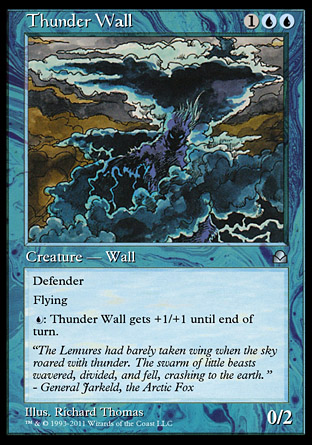 Thunder Wall 1
Creature — Wall
Defender
Flying
: Thunder Wall gets +1/+1 until end of
turn.
"The Lemures had barely taken wing when the sky
roared with thunder. The swarm of little beasts
wavered, divided, and fell, crashing to the earth."
- General Jarkeld, the Arctic Fox
Illus. Richard Thomas
™ & © 1993-2011 Wizards of the Coast LLC
0/2